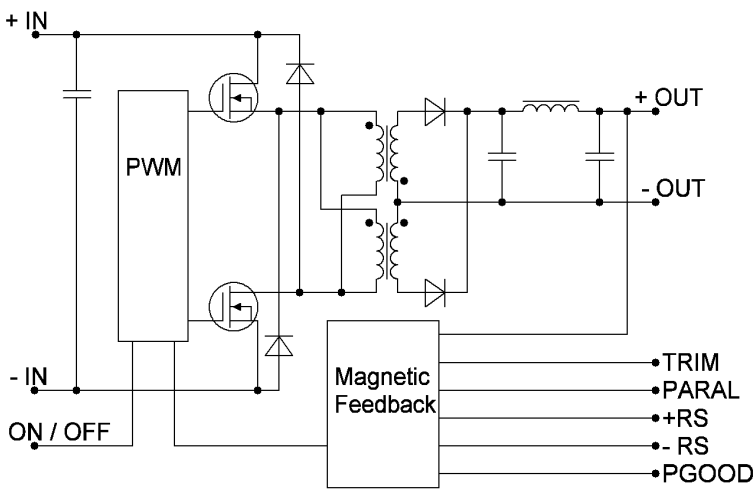 + IN
+ OUT
PWM
- OUT
- IN
ON / OFF
Magnetic
Feedback
TRIM
PARAL
+RS
- RS
PGOOD